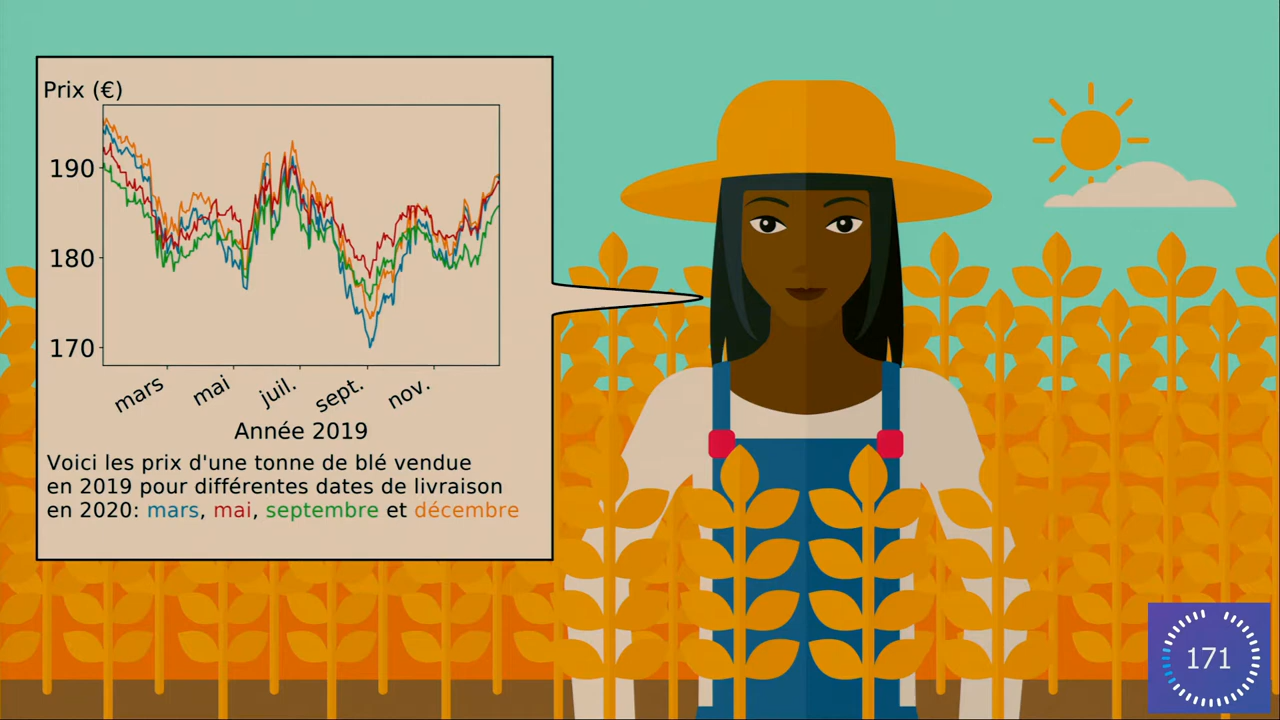 Prix (€)
190
180
170
mars mai juil. sept. nov.
Année 2019
Voici les prix d'une tonne de blé vendue
en 2019 pour différentes dates de livraison
en 2020: mars, mai, septembre et décembre
171